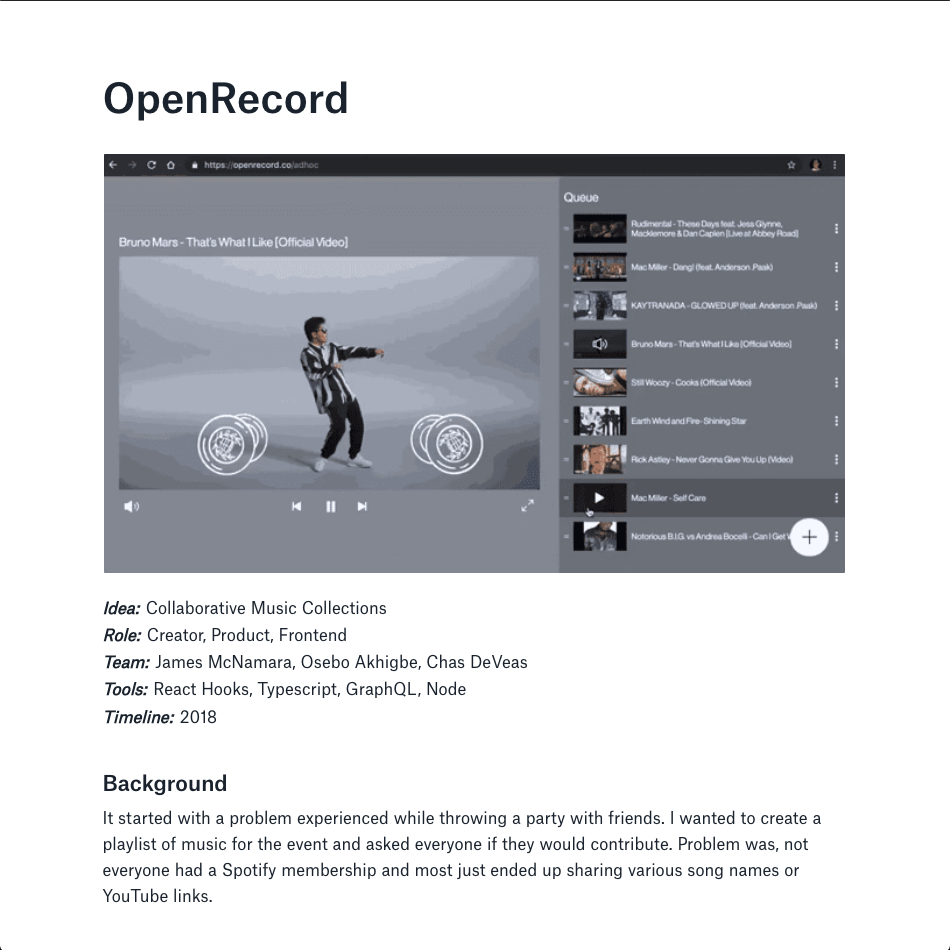 OpenRecord
https://openrecord.co/adhoc
Queue
Bruno Mars - That's What I Like [Official Video]
Rudimental - These Days feat. Jess Glynne,
Macklemore & Dan Caplen [Live at Abbey Road]
Mac Miller - Dang! (feat. Anderson .Paak)
KAYTRANADA - GLOWED UP (feat. Anderson .Paak)
Bruno Mars - That's What I Like [Official Video]
Still Woozy - Cooks (Official Video)
Earth Wind and Fire- Shining Star
Rick Astley - Never Gonna Give You Up (Video)
Mac Miller - Self Care
Notorious B.I.G. vs Andrea Bocelli - Can I Get
Idea: Collaborative Music Collections
Role: Creator, Product, Frontend
Team: James McNamara, Osebo Akhigbe, Chas DeVeas
Tools: React Hooks, Typescript, GraphQL, Node
Timeline: 2018
Background
It started with a problem experienced while throwing a party with friends. I wanted to create a
playlist of music for the event and asked everyone if they would contribute. Problem was, not
everyone had a Spotify membership and most just ended up sharing various song names or
YouTube links.